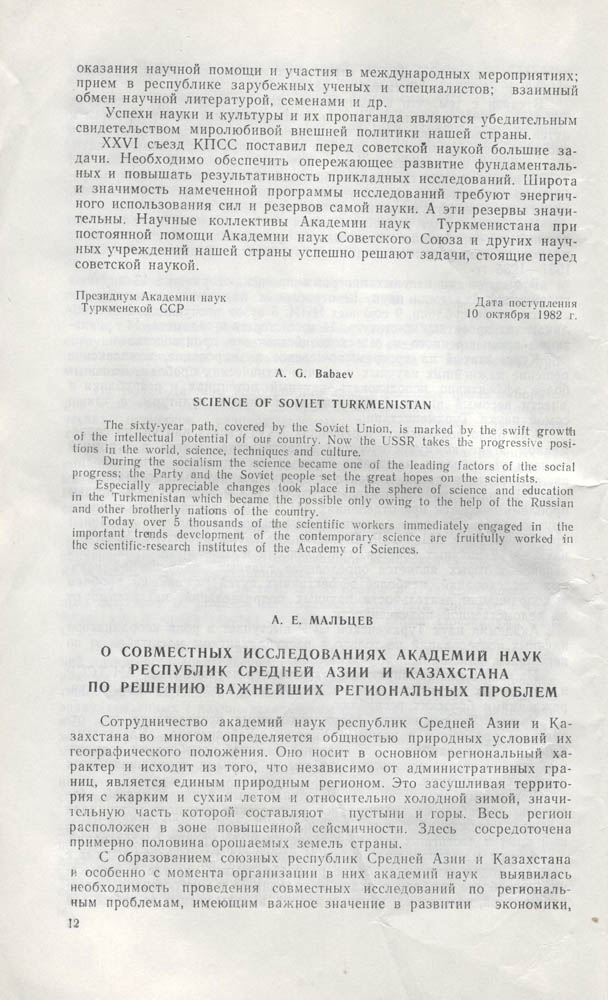 оказания научной помощи и участия в международных мероприятиях;
прием в республике зарубежных ученых и специалистов; взаимный
обмен научной литературой, семенами и др.
Успехи науки и культуры и их пропаганда являются убедительным
свидетельством миролюбивой внешней политики нашей страны.
XXVI съезд КПСС поставил перед советской наукой большие за-
дачи. Необходимо обеспечить опережающее развитие фундаменталь-
ных и повышать результативность прикладных исследований. Широта
и значимость намеченной программы исследований требуют энергич-
ного использования сил и резервов самой науки. А эти резервы значи-
тельны. Научные коллективы Академии наук Туркменистана при
постоянной помощи Академии наук Советского Союза и других науч-
ных учреждений нашей страны успешно решают задачи, стоящие перед
советской наукой.
Президиум Академии наук
Туркменской ССР
Дата поступления
10 октября 1982 г.
A. G. Babaev
SCIENCE OF SOVIET TURKMENISTAN
The sixty-year path, covered by the Soviet Union, is marked by the swift growth
of the intellectual potential of our country. Now the USSR takes the progressive posi-
tions in the world, science, techniques and culture.
During the socialism the science became one of the leading factors of the social
progress; the Party and the Soviet people set the great hopes on the scientists.
Especially appreciable changes took place in the sphere of science and education
in the Turkmenistan which became the possible only owing to the help of the Russian
and other brotherly nations of the country.
Today over 5 thousands of the scientific workers immediately engaged in the
important trends development of the contemporary science are fruitfully worked in
the scientific-research institutes of the Academy of Sciences.
А. Е. МАЛЬЦЕВ
О СОВМЕСТНЫХ ИССЛЕДОВАНИЯХ АКАДЕМИЙ НАУК
РЕСПУБЛИК СРЕДНЕЙ АЗИИ И КАЗАХСТАНА
ПО РЕШЕНИЮ ВАЖНЕЙШИХ РЕГИОНАЛЬНЫХ ПРОБЛЕМ
Сотрудничество академий наук республик Средней Азии и Ка-
захстана во многом определяется общностью природных условий их
географического положения. Оно носит в основном региональный ха-
рактер и исходит из того, что независимо от административных гра-
ниц, является единым природным регионом. Это засушливая террито-
рия с жарким и сухим летом и относительно холодной зимой, значи-
тельную часть которой составляют пустыни и горы. Весь регион
расположен в зоне повышенной сейсмичности. Здесь сосредоточена
примерно половина орошаемых земель страны.
С образованием союзных республик Средней Азии и Казахстана
и особенно с момента организации в них академий наук выявилась
необходимость проведения совместных исследований по региональ-
ным проблемам, имеющим важное значение в развитии экономики,
12